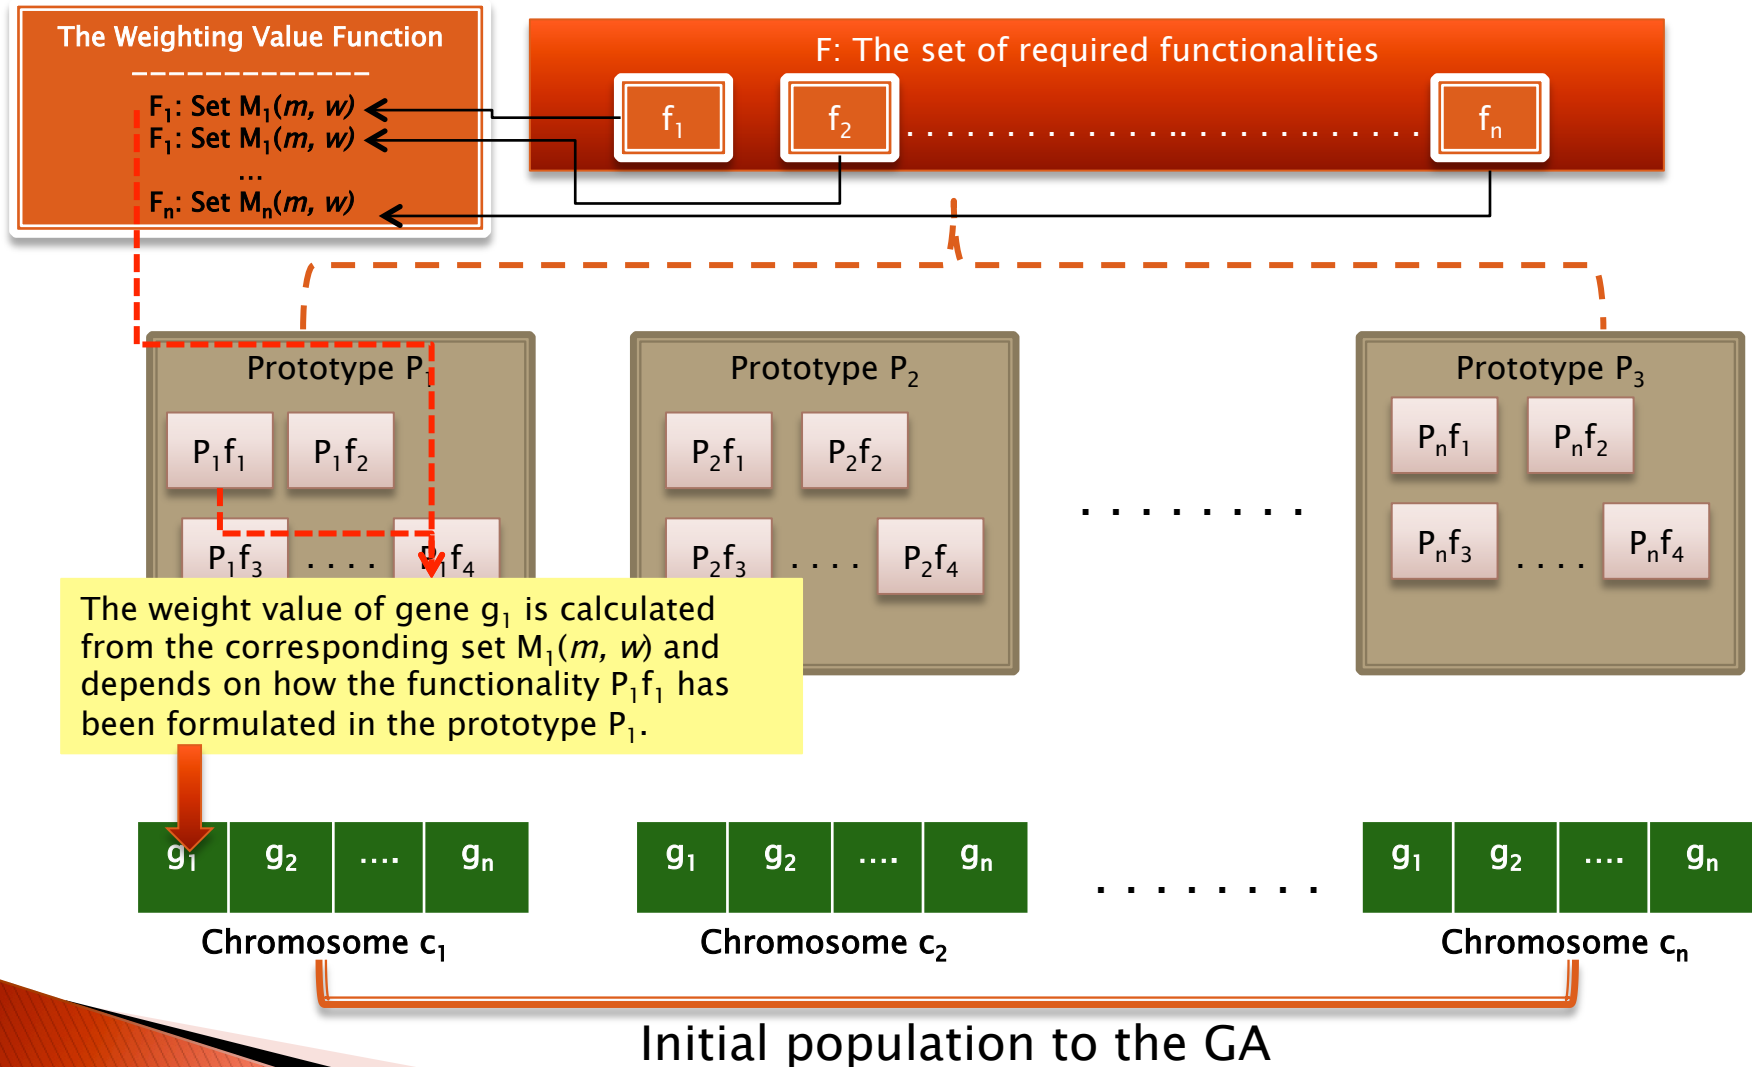 The Weighting Value Function
_____________
F1: Set M1(m, w)
F1: Set M1(m, w)
...
Fn: Set Mn(m, w)
F: The set of required functionalities
f1
f2
. . . . . . . . . . . . . .. . . . . . .. . . . . .
fn
Prototype P1
P1f1
P1f2
P1f3
. . . .
P1f4
Prototype P2
P2f1
P2f2
P2f3
. . . .
P2f4
. . . . . . . .
Prototype P3
Pnf1
Pnf2
Pnf3
. . . .
Pnf4
The weight value of gene g1 is calculated
from the corresponding set M1(m, w) and
depends on how the functionality P1f1 has
been formulated in the prototype P1.
g1
g2
....
gn
Chromosome c1
g1
g2
....
gn
Chromosome c2
. . . . . . . .
g1
g2
....
gn
Chromosome cn
Initial population to the GA